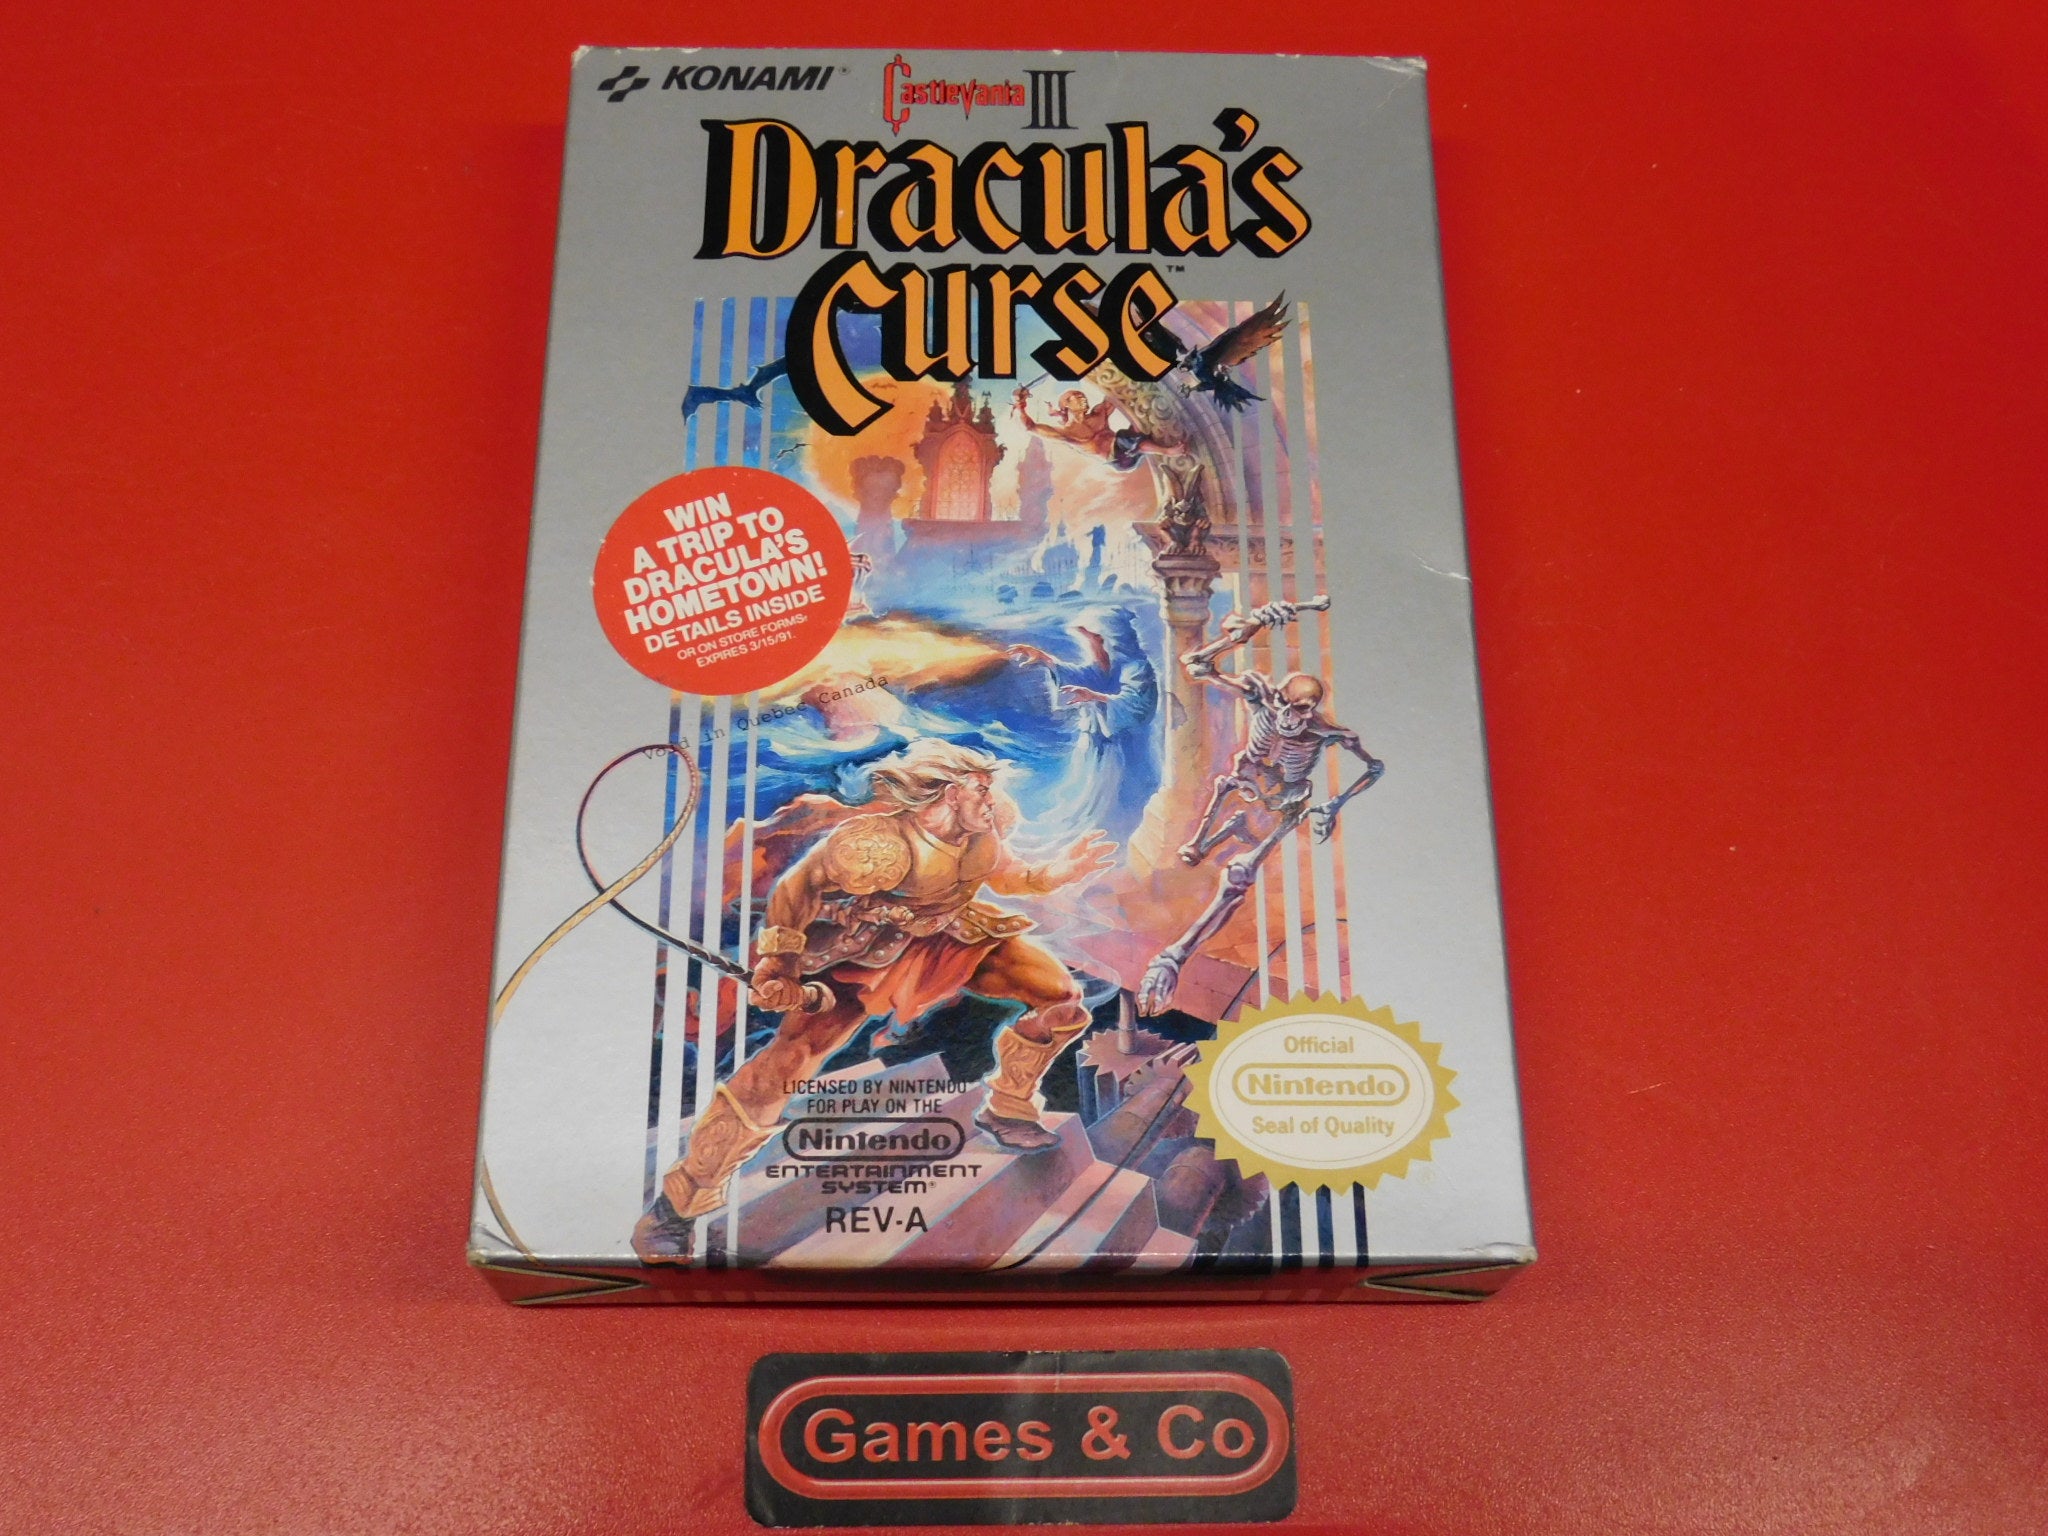 KONAMI®
Castlevania III
Dracula's
Curse™
WIN
A TRIP TO
DRACULA'S
HOMETOWN!
DETAILS INSIDE
OR ON STORE FORMS,
EXPIRES 3/15/91.
Void in Quebec Canada
LICENSED BY NINTENDO®
FOR PLAY ON THE
Nintendo
ENTERTAINMENT
SYSTEM®
REV-A
Official
Nintendo
Seal of Quality
Games & Co